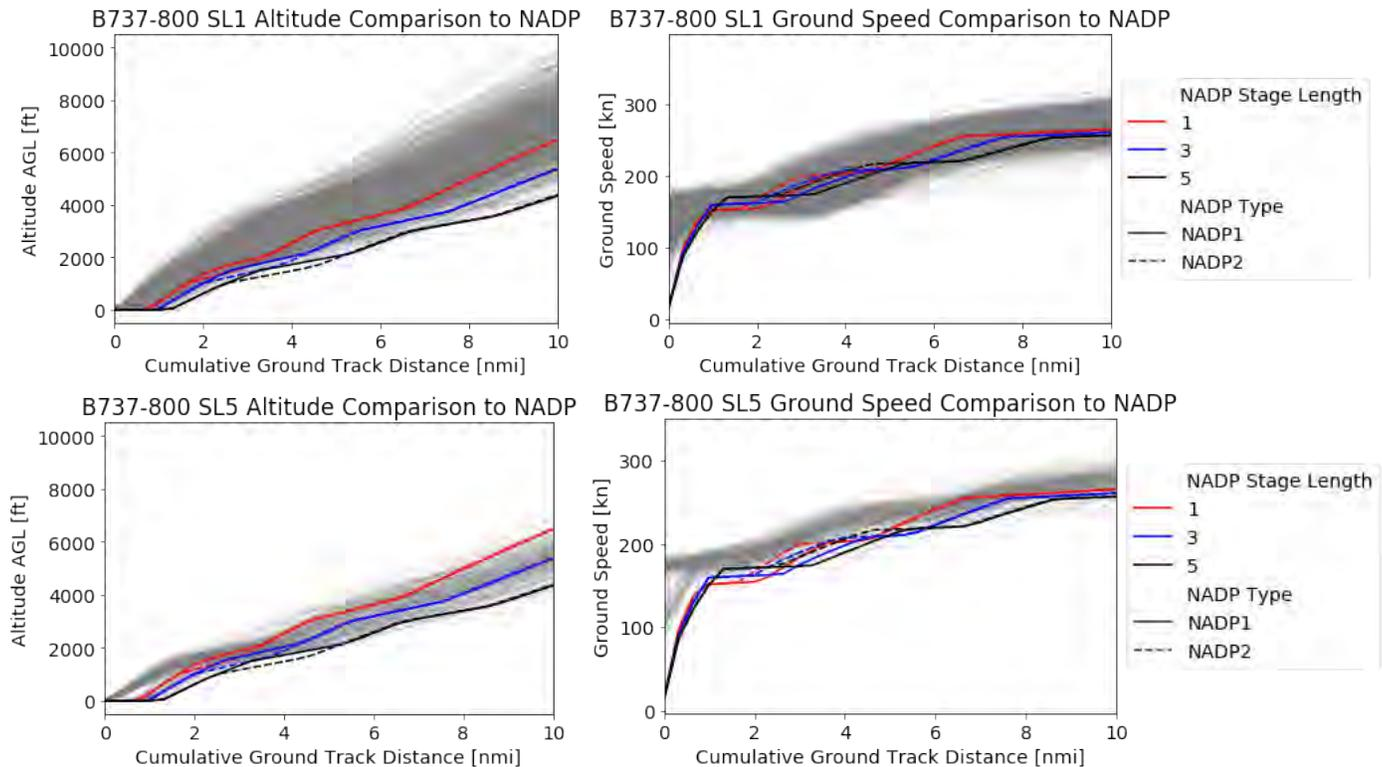 B737-800 SL1 Altitude Comparison to NADP
Altitude AGL [ft]
10000
8000
6000
4000
2000
0
0 2 4 6 8 10
Cumulative Ground Track Distance [nmi]
B737-800 SL1 Ground Speed Comparison to NADP
Ground Speed [kn]
300
200
100
0
0 2 4 6 8 10
Cumulative Ground Track Distance [nmi]
NADP Stage Length
1
3
5
NADP Type
NADP1
NADP2
B737-800 SL5 Altitude Comparison to NADP
Altitude AGL [ft]
10000
8000
6000
4000
2000
0
0 2 4 6 8 10
Cumulative Ground Track Distance [nmi]
B737-800 SL5 Ground Speed Comparison to NADP
Ground Speed [kn]
300
200
100
0
0 2 4 6 8 10
Cumulative Ground Track Distance [nmi]
NADP Stage Length
1
3
5
NADP Type
NADP1
NADP2